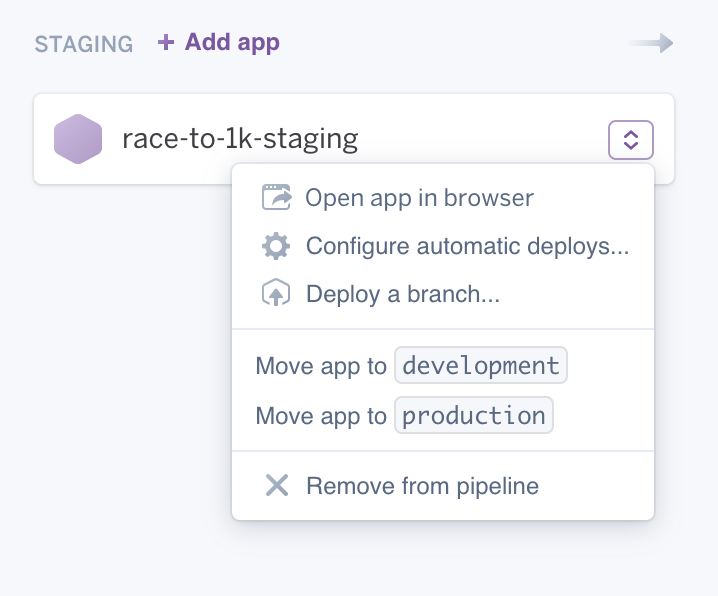 STAGING + Add app
race-to-1k-staging
Open app in browser
Configure automatic deploys...
Deploy a branch...
Move app to development
Move app to production
Remove from pipeline